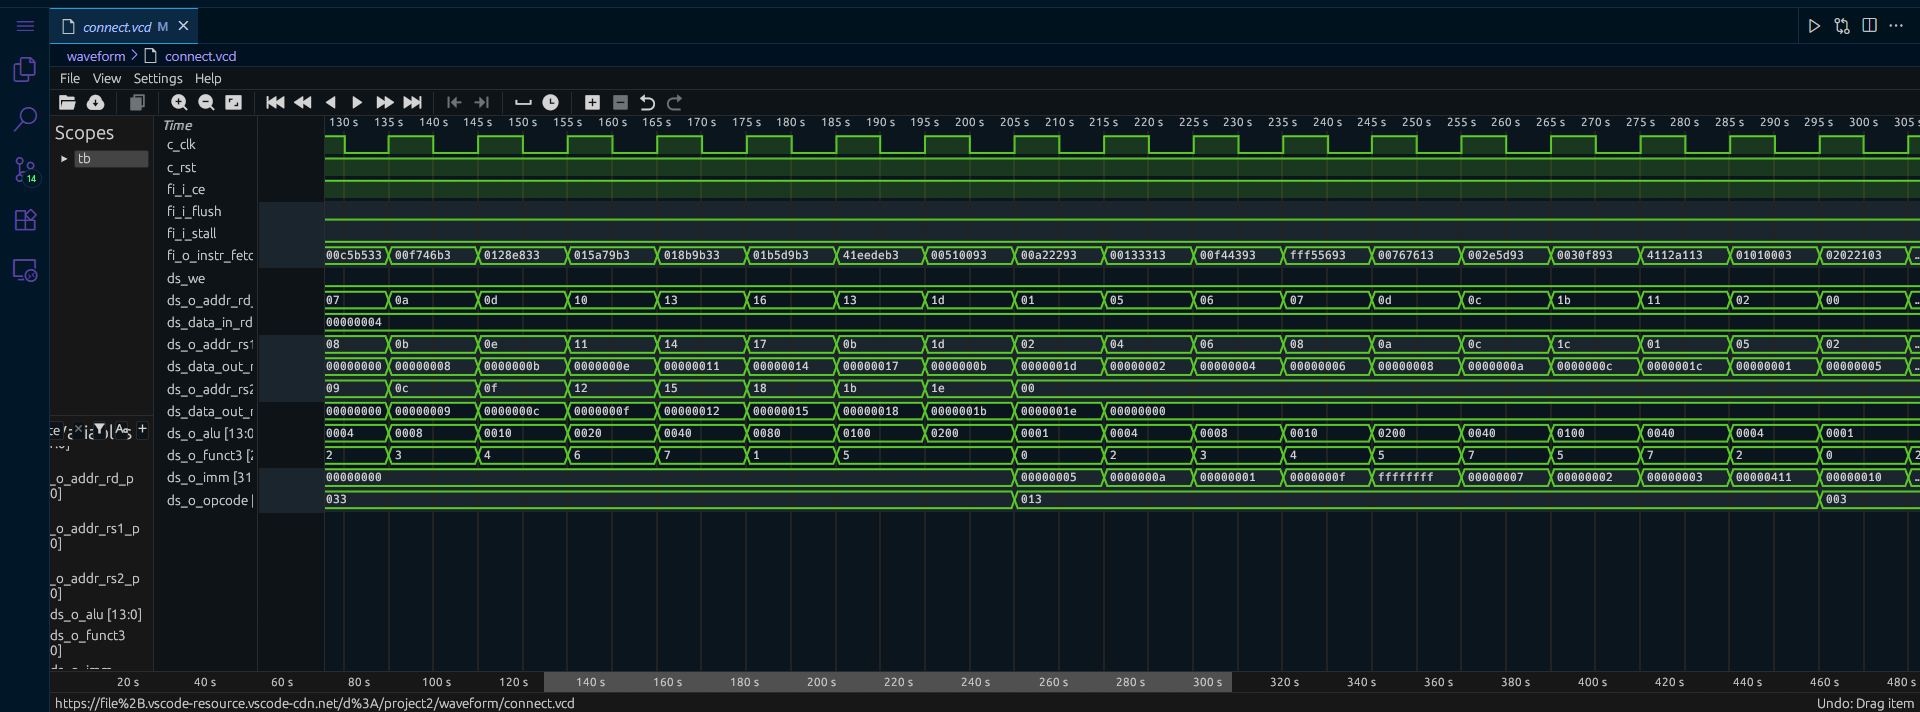 connect.vcd M
waveform > connect.vcd
File View Settings Help
Scopes
tb
14
Time
130 s 135 s 140 s 145 s 150 s 155 s 160 s 165 s 170 s 175 s 180 s 185 s 190 s 195 s 200 s 205 s 210 s 215 s 220 s 225 s 230 s 235 s 240 s 245 s 250 s 255 s 260 s 265 s 270 s 275 s 280 s 285 s 290 s 295 s 300 s 305 s
c_clk
c_rst
fi_i_ce
fi_i_flush
fi_i_stall
fi_o_instr_fetc 00c5b533 00f746b3 0128e833 015a79b3 018b9b33 01b5d9b3 41eedeb3 00510093 00a22293 00133313 00f44393 fff55693 00767613 002e5d93 0030f893 4112a113 01010003 02022103 ...
ds_we
ds_o_addr_rd_ 07 0a 0d 10 13 16 13 1d 01 05 06 07 0d 0c 1b 11 02 00 ...
ds_data_in_rd 00000004
ds_o_addr_rs1 08 0b 0e 11 14 17 0b 1d 02 04 06 08 0a 0c 1c 01 05 02 ...
ds_data_out_r 00000000 00000008 0000000b 0000000e 00000011 00000014 00000017 0000000b 0000001d 00000002 00000004 00000006 00000008 0000000a 0000000c 0000001c 00000001 00000005
ds_o_addr_rs2 09 0c 0f 12 15 18 1b 1e 00
ds_data_out_r 00000000 00000009 0000000c 0000000f 00000012 00000015 00000018 0000001b 0000001e 00000000
ds_o_alu [13:0 0004 0008 0010 0020 0040 0080 0100 0200 0001 0004 0008 0010 0200 0040 0100 0040 0004 0001
ds_o_funct3 [2 2 3 4 6 7 1 5 0 2 3 4 5 7 5 7 2 0 2
ds_o_imm [31 00000000 00000005 0000000a 00000001 0000000f ffffffff 00000007 00000002 00000003 00000411 00000010 ...
ds_o_opcode [ 033 013 003
_o_addr_rd_p
0]
_o_addr_rs1_p
0]
_o_addr_rs2_p
0]
ds_o_alu [13:0]
ds_o_funct3
0]
20 s 40 s 60 s 80 s 100 s 120 s 140 s 160 s 180 s 200 s 220 s 240 s 260 s 280 s 300 s 320 s 340 s 360 s 380 s 400 s 420 s 440 s 460 s 480 s
https://file%2B.vscode-resource.vscode-cdn.net/d%3A/project2/waveform/connect.vcd
Undo: Drag item